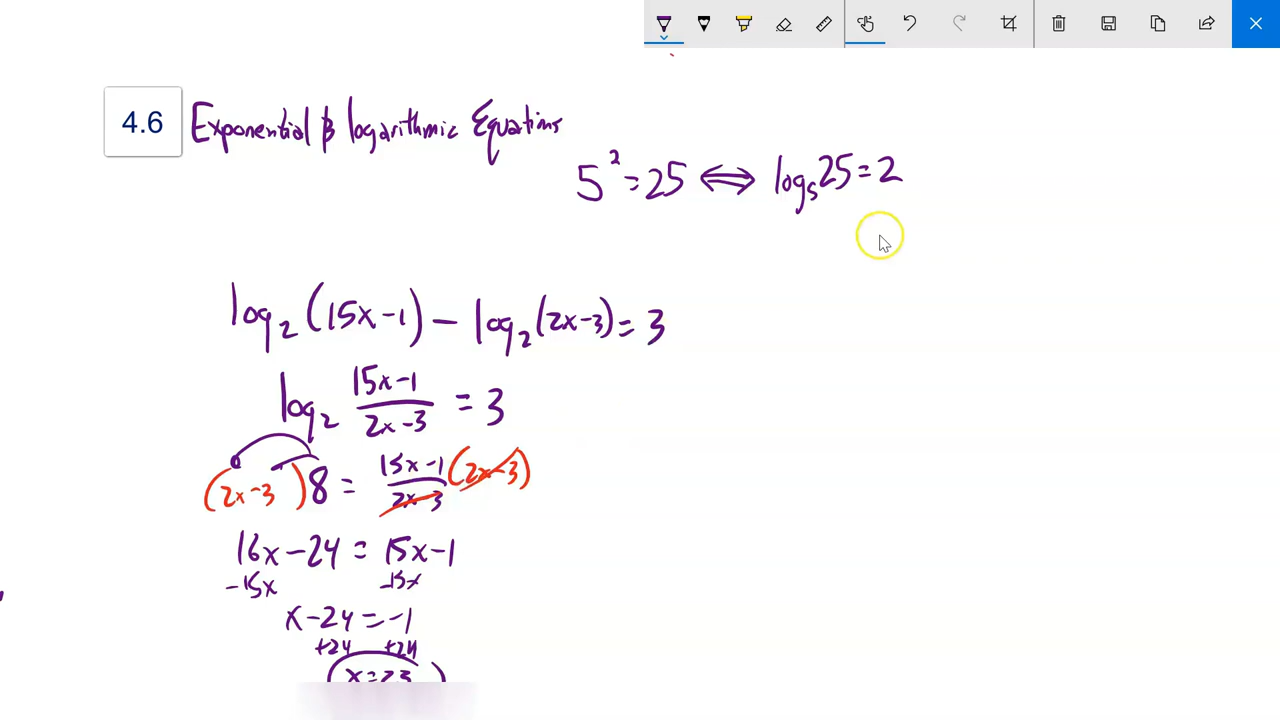 4.6 Exponential & logarithmic Equations
5² = 25 ⟺ log₅25 = 2
log₂(15x-1) - log₂(2x-3) = 3
log₂ (15x-1)/(2x-3) = 3
(2x-3)8 = (15x-1)/(2x-3) (2x-3)
16x-24 = 15x-1
-15x -15x
x-24 = -1
+24 +24
x=23